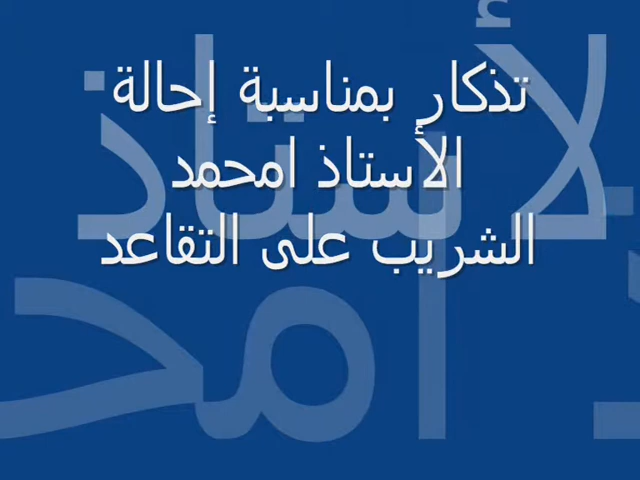 تذكار بمناسبة إحالة
الأستاذ امحمد
الشريب على التقاعد